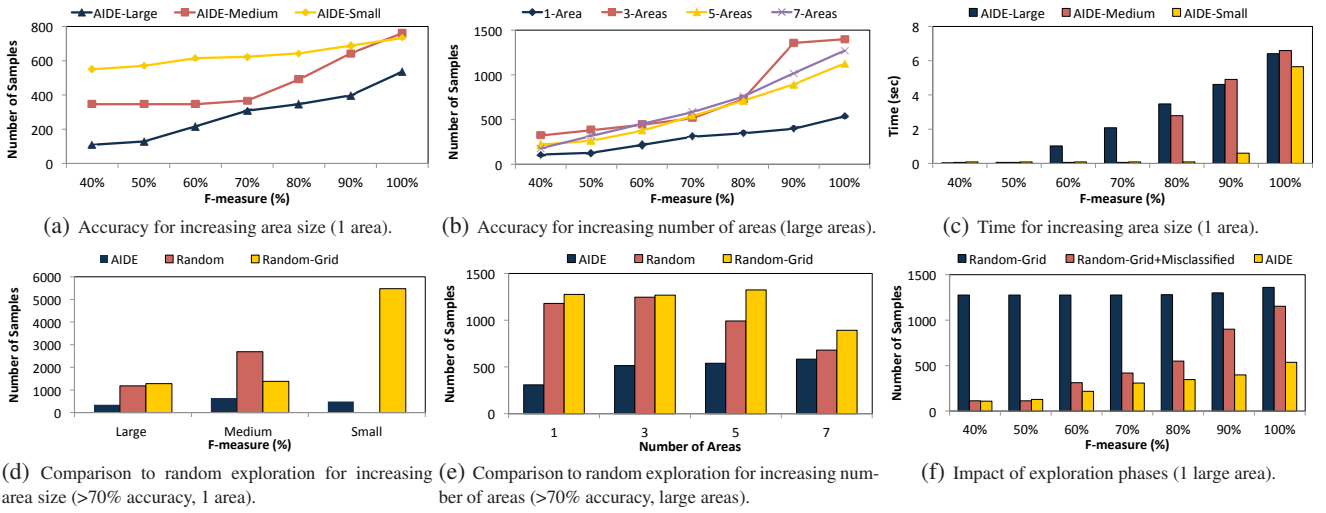 AIDE-Large AIDE-Medium AIDE-Small
800
600
400
200
0
Number of Samples
40% 50% 60% 70% 80% 90% 100%
F-measure (%)
(a) Accuracy for increasing area size (1 area).
1-Area 3-Areas 5-Areas 7-Areas
1500
1000
500
0
Number of Samples
40% 50% 60% 70% 80% 90% 100%
F-measure (%)
(b) Accuracy for increasing number of areas (large areas).
AIDE-Large AIDE-Medium AIDE-Small
8
6
4
2
0
Time (sec)
40% 50% 60% 70% 80% 90% 100%
F-measure (%)
(c) Time for increasing area size (1 area).
AIDE Random Random-Grid
6000
5000
4000
3000
2000
1000
0
Number of Samples
Large Medium Small
F-measure (%)
(d) Comparison to random exploration for increasing
area size (>70% accuracy, 1 area).
AIDE Random Random-Grid
1500
1000
500
0
Number of Samples
1 3 5 7
Number of Areas
(e) Comparison to random exploration for increasing num-
ber of areas (>70% accuracy, large areas).
Random-Grid Random-Grid+Misclassified AIDE
1500
1000
500
0
Number of Samples
40% 50% 60% 70% 80% 90% 100%
F-measure (%)
(f) Impact of exploration phases (1 large area).